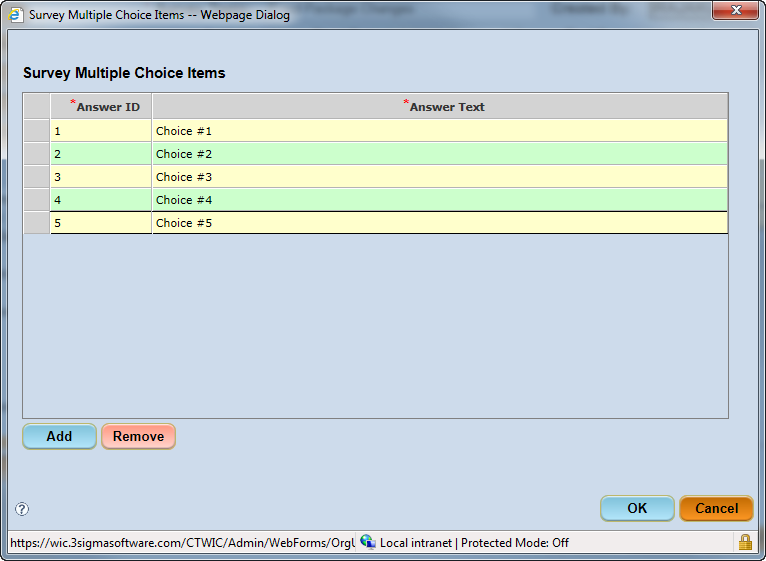 Survey Multiple Choice Items -- Webpage Dialog
Survey Multiple Choice Items
*Answer ID *Answer Text
1 Choice #1
2 Choice #2
3 Choice #3
4 Choice #4
5 Choice #5
Add Remove
?
OK Cancel
https://wic.3sigmasoftware.com/CTWIC/Admin/WebForms/OrgU Local intranet | Protected Mode: Off